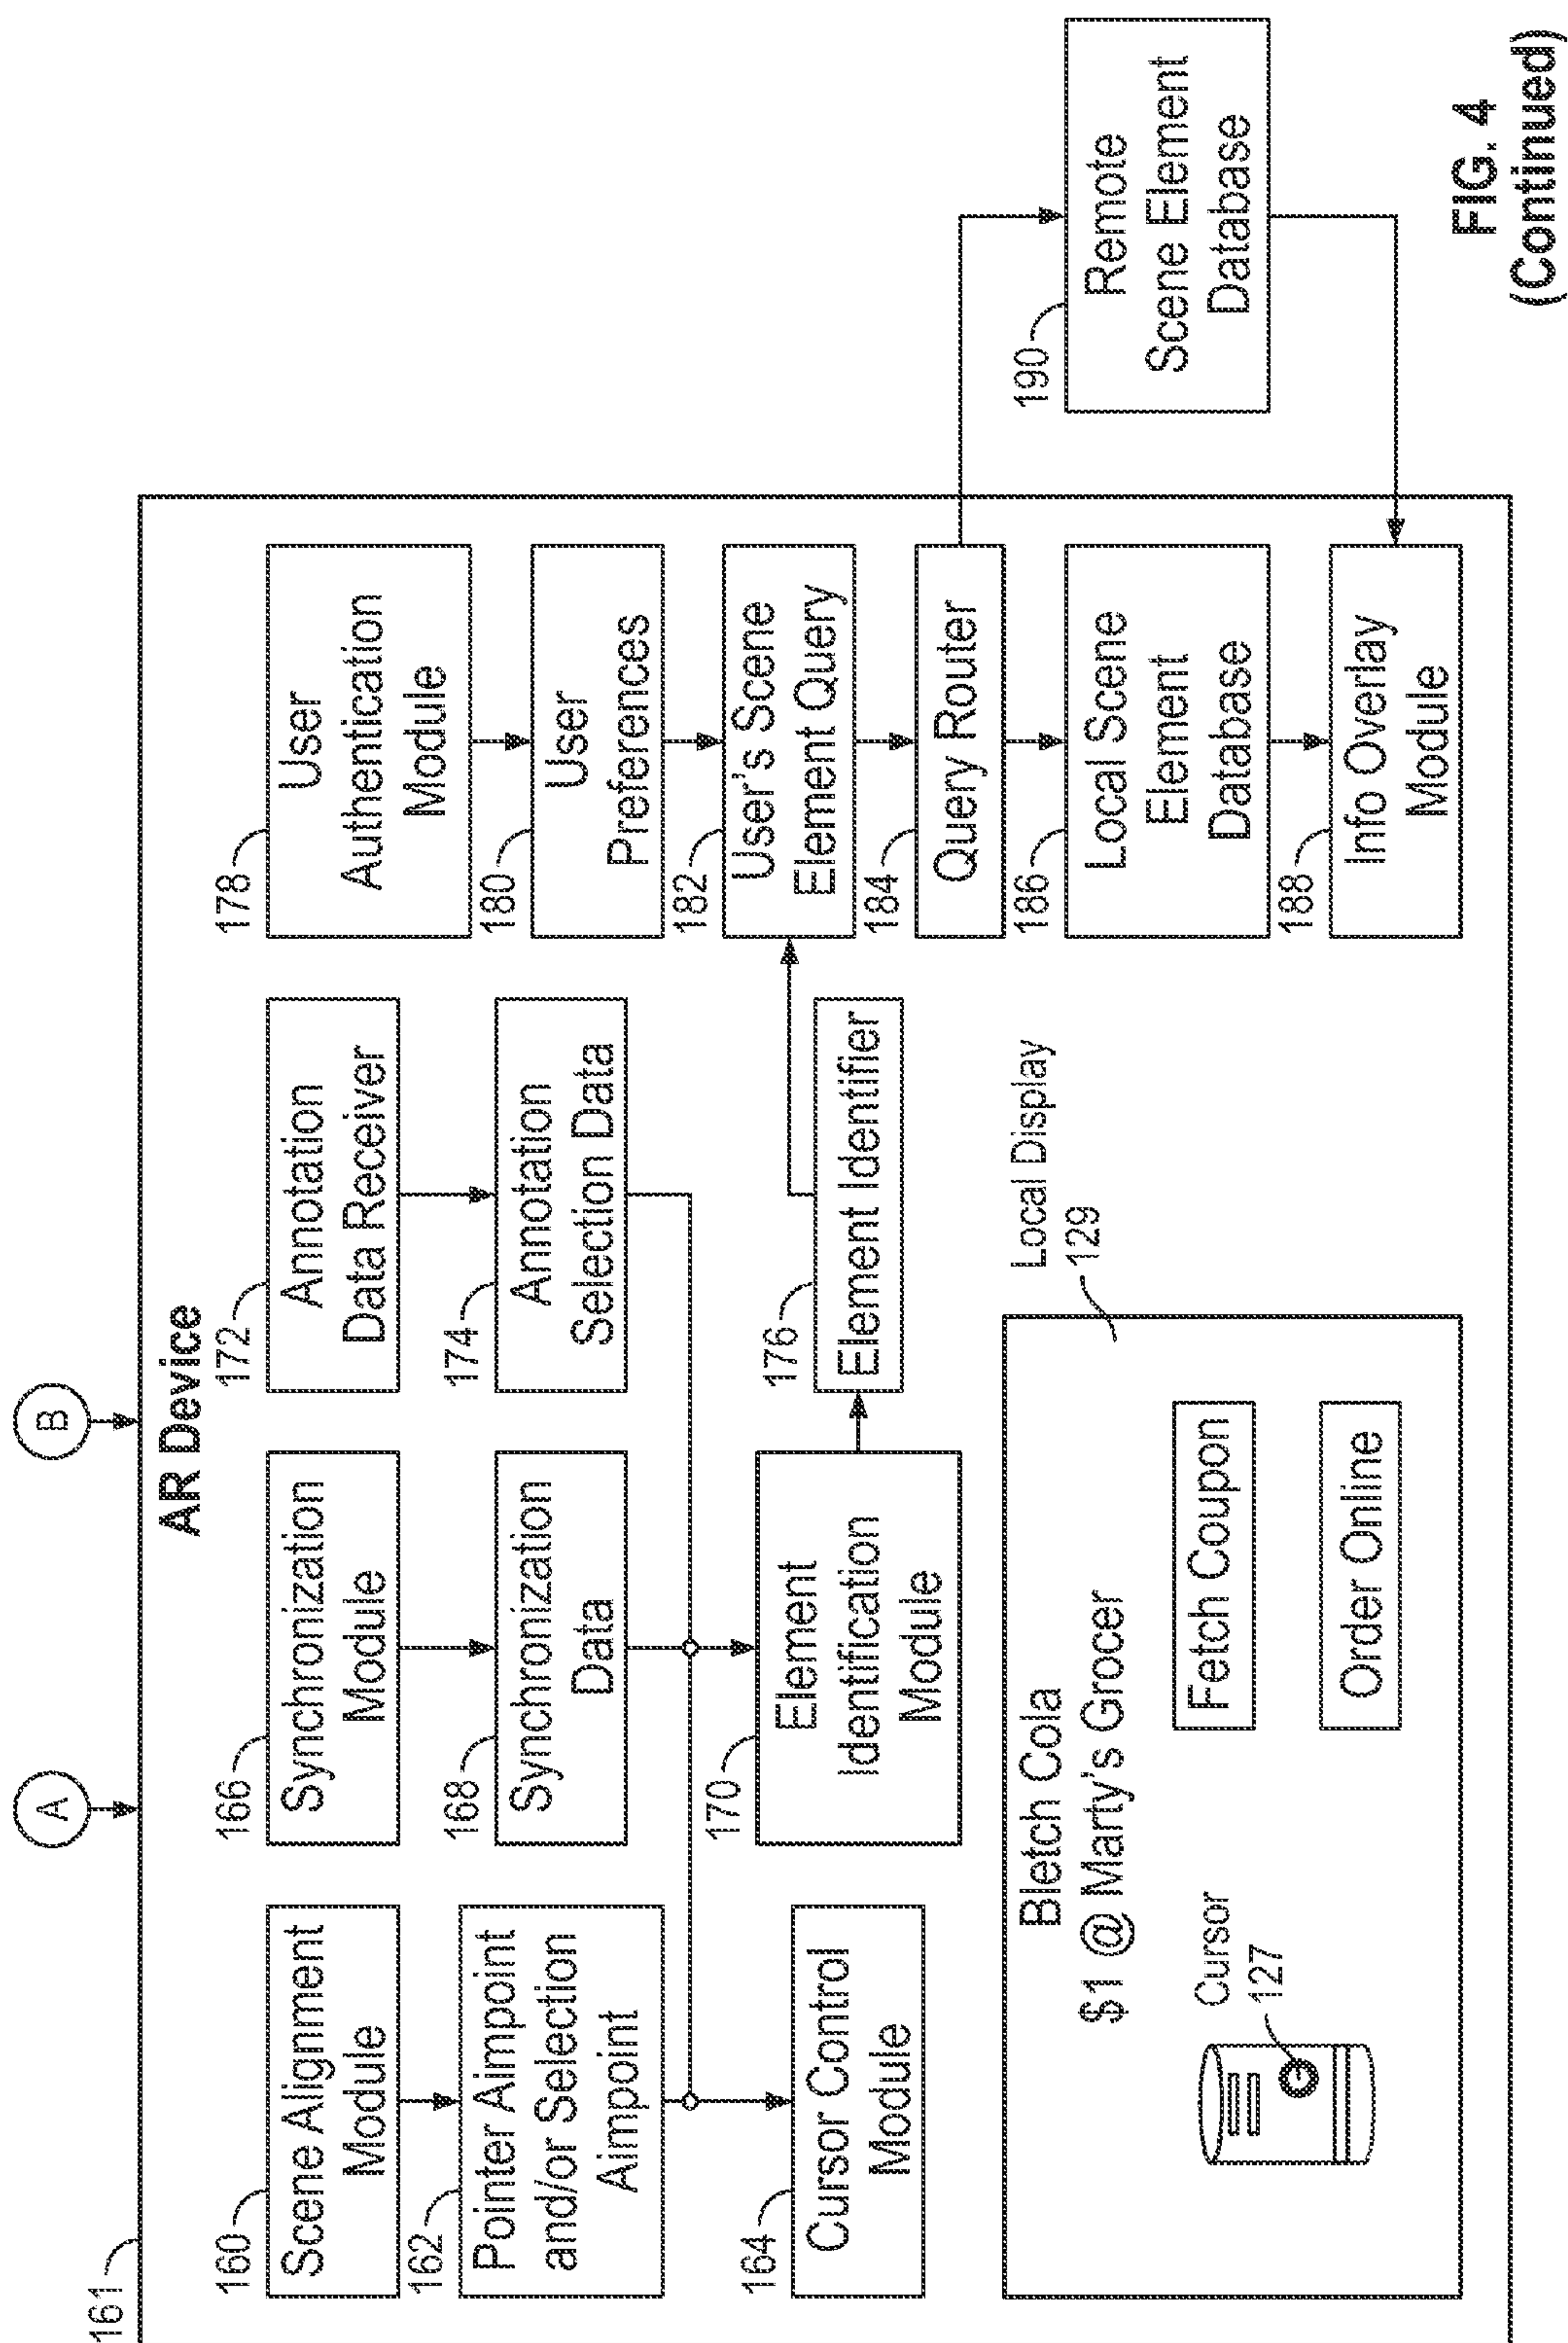 A
B
161
AR Device
160
Scene Alignment
Module
162
Pointer Aimpoint
and/or Selection
Aimpoint
164
Cursor Control
Module
166
Synchronization
Module
168
Synchronization
Data
170
Element
Identification
Module
172
Annotation
Data Receiver
174
Annotation
Selection Data
176
Element Identifier
178
User
Authentication
Module
180
User
Preferences
182
User's Scene
Element Query
184
Query Router
186
Local Scene
Element
Database
188
Info Overlay
Module
190
Remote
Scene Element
Database
Local Display
129
Bletch Cola
$1 @ Marty's Grocer
Cursor
127
Fetch Coupon
Order Online
FIG. 4
(Continued)